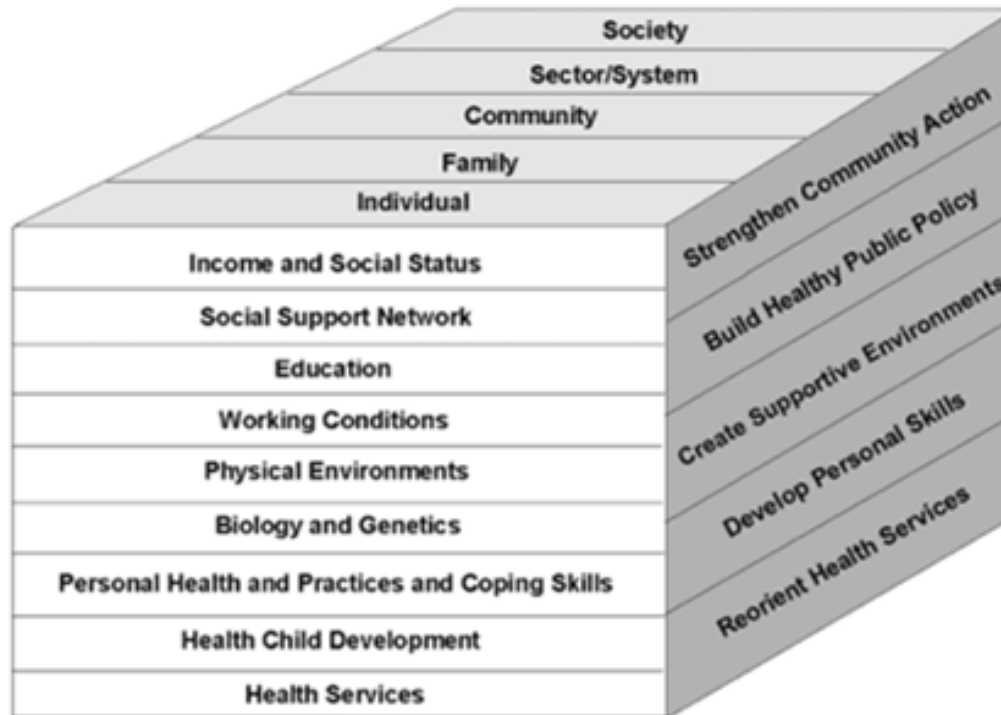 Society
Sector/System
Community
Family
Individual
Income and Social Status
Social Support Network
Education
Working Conditions
Physical Environments
Biology and Genetics
Personal Health and Practices and Coping Skills
Health Child Development
Health Services
Strengthen Community Action
Build Healthy Public Policy
Create Supportive Environments
Develop Personal Skills
Reorient Health Services